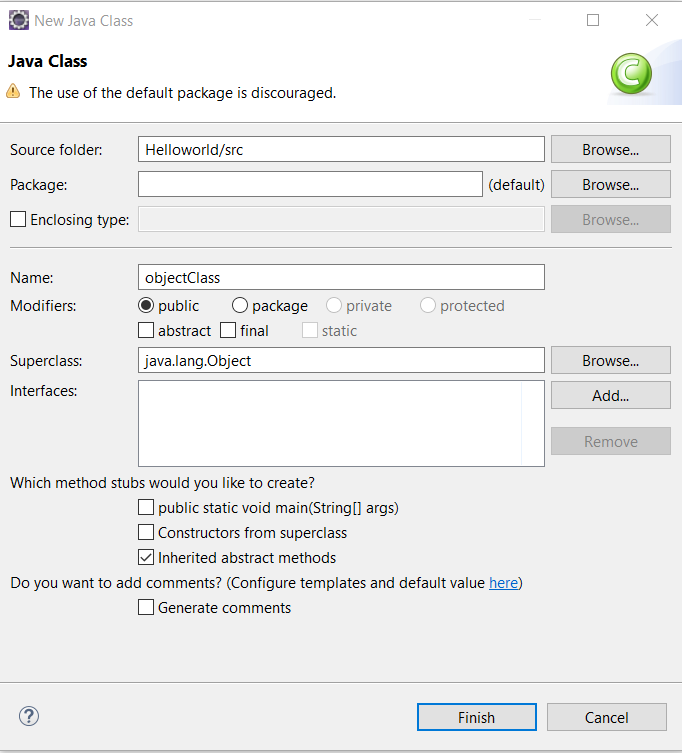 New Java Class
Java Class
The use of the default package is discouraged.
Source folder: Helloworld/src Browse...
Package: (default) Browse...
Enclosing type: Browse...
Name: objectClass
Modifiers: public package private protected
abstract final static
Superclass: java.lang.Object Browse...
Interfaces: Add...
Remove
Which method stubs would you like to create?
public static void main(String[] args)
Constructors from superclass
Inherited abstract methods
Do you want to add comments? (Configure templates and default value here)
Generate comments
? Finish Cancel